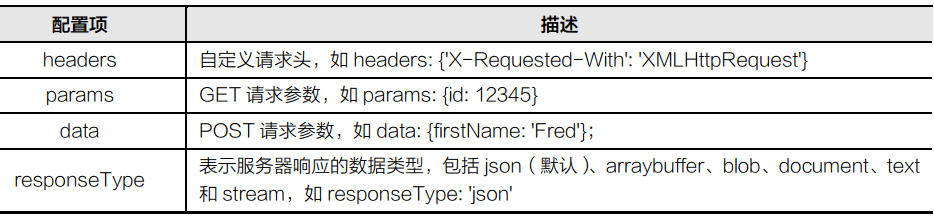 配置项 描述
headers 自定义请求头，如 headers: {'X-Requested-With': 'XMLHttpRequest'}
params GET 请求参数，如 params: {id: 12345}
data POST 请求参数，如 data: {firstName: 'Fred'}；
responseType 表示服务器响应的数据类型，包括 json（默认）、arraybuffer、blob、document、text
和 stream，如 responseType: 'json'